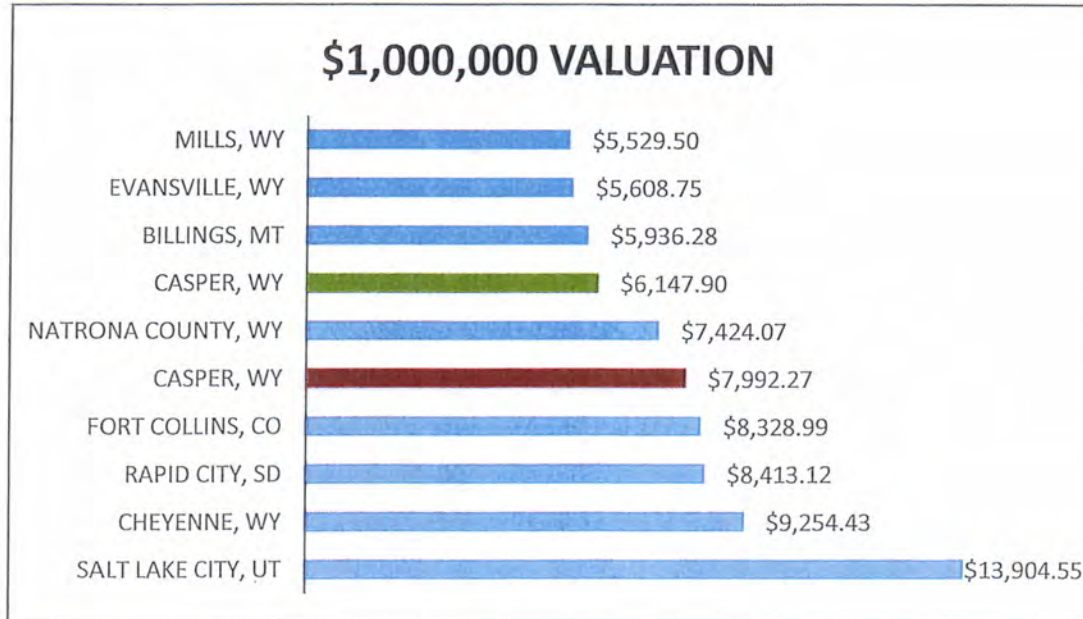 $1,000,000 VALUATION
MILLS, WY $5,529.50
EVANSVILLE, WY $5,608.75
BILLINGS, MT $5,936.28
CASPER, WY $6,147.90
NATRONA COUNTY, WY $7,424.07
CASPER, WY $7,992.27
FORT COLLINS, CO $8,328.99
RAPID CITY, SD $8,413.12
CHEYENNE, WY $9,254.43
SALT LAKE CITY, UT $13,904.55